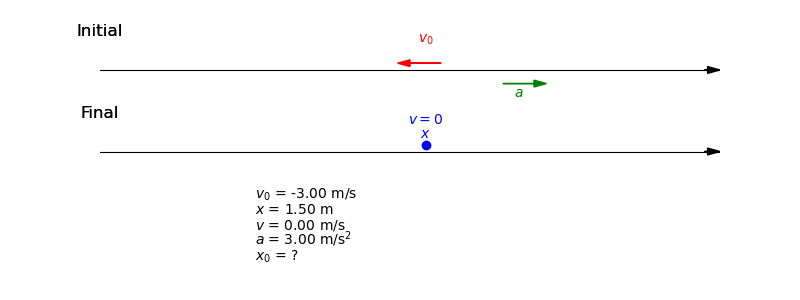 Initial
v₀
a
Final
v = 0
x
v₀ = -3.00 m/s
x = 1.50 m
v = 0.00 m/s
a = 3.00 m/s²
x₀ = ?